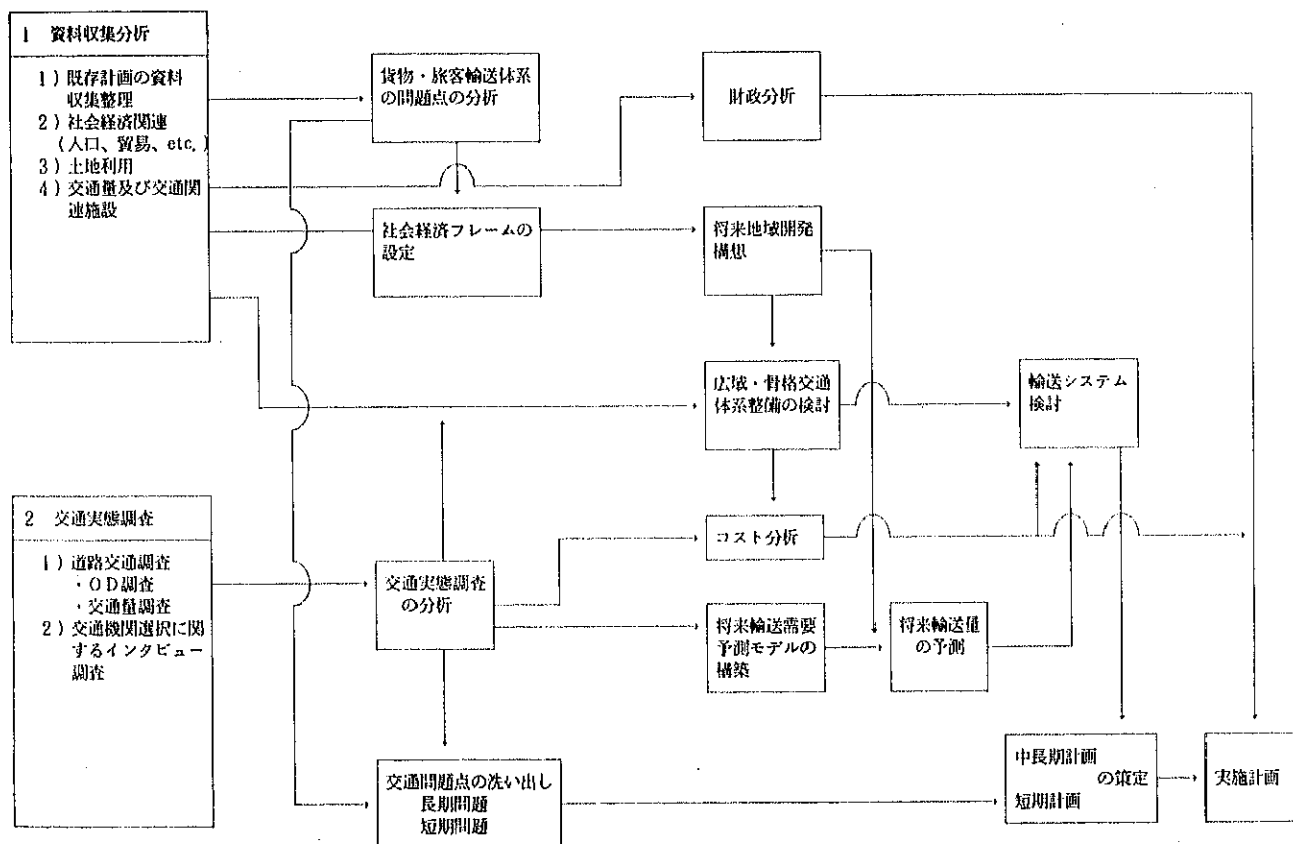 1 資料収集分析
1)既存計画の資料
収集整理
2)社会経済関連
(人口、貿易、etc.)
3)土地利用
4)交通量及び交通関
連施設
貨物・旅客輸送体系
の問題点の分析
財政分析
社会経済フレームの
設定
将来地域開発
構想
広域・骨格交通
体系整備の検討
輸送システム
検討
2 交通実態調査
1)道路交通調査
・OD調査
・交通量調査
2)交通機関選択に関
するインタビュー
調査
交通実態調査
の分析
コスト分析
将来輸送需要
予測モデルの
構築
将来輸送量
の予測
交通問題点の洗い出し
長期問題
短期問題
中長期計画
の策定
短期計画
実施計画